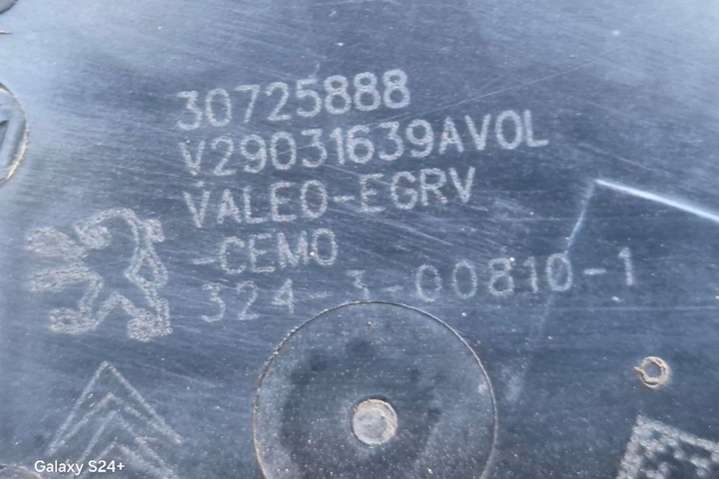 30725888
V29031639AVOL
VALEO-EGRV
-CEMO
324-3-00810-1
Galaxy S24+